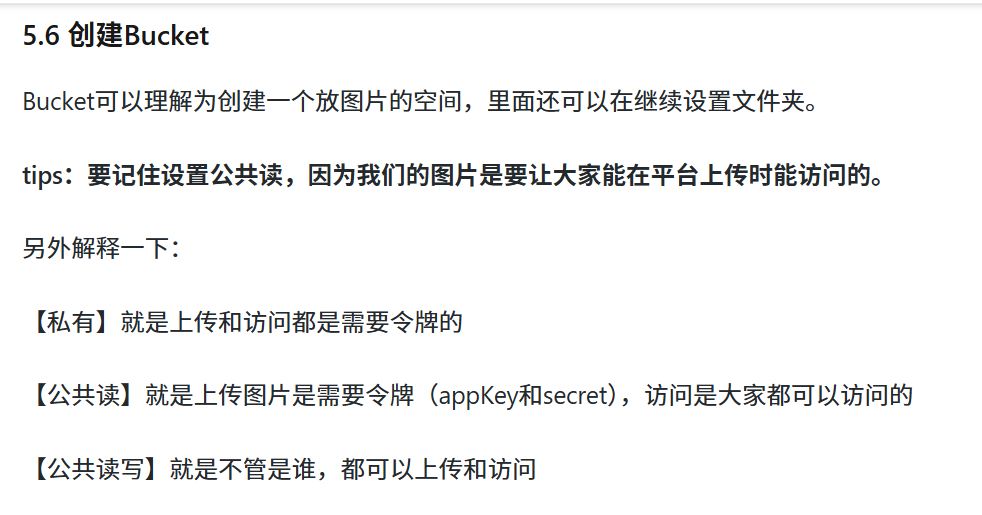 5.6 创建Bucket
Bucket可以理解为创建一个放图片的空间，里面还可以在继续设置文件夹。
tips：要记住设置公共读，因为我们的图片是要让大家能在平台上传时能访问的。
另外解释一下：
【私有】就是上传和访问都是需要令牌的
【公共读】就是上传图片是需要令牌（appKey和secret），访问是大家都可以访问的
【公共读写】就是不管是谁，都可以上传和访问